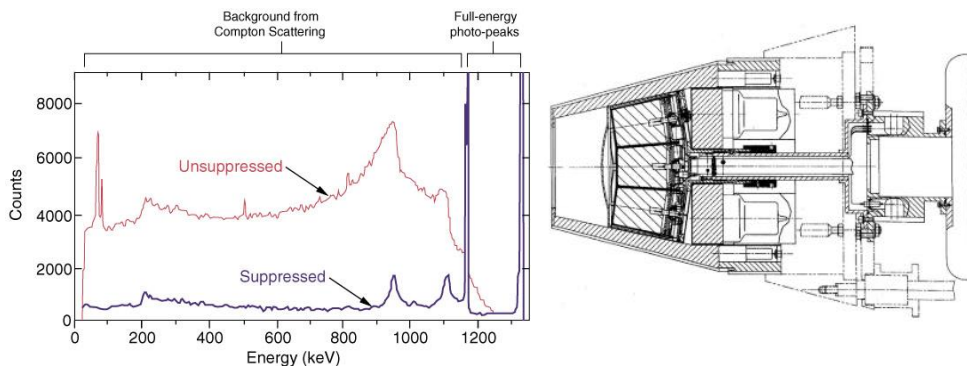 Background from
Compton Scattering
Full-energy
photo-peaks
8000
6000
4000
2000
0
Counts
Unsuppressed
Suppressed
0 200 400 600 800 1000 1200
Energy (keV)